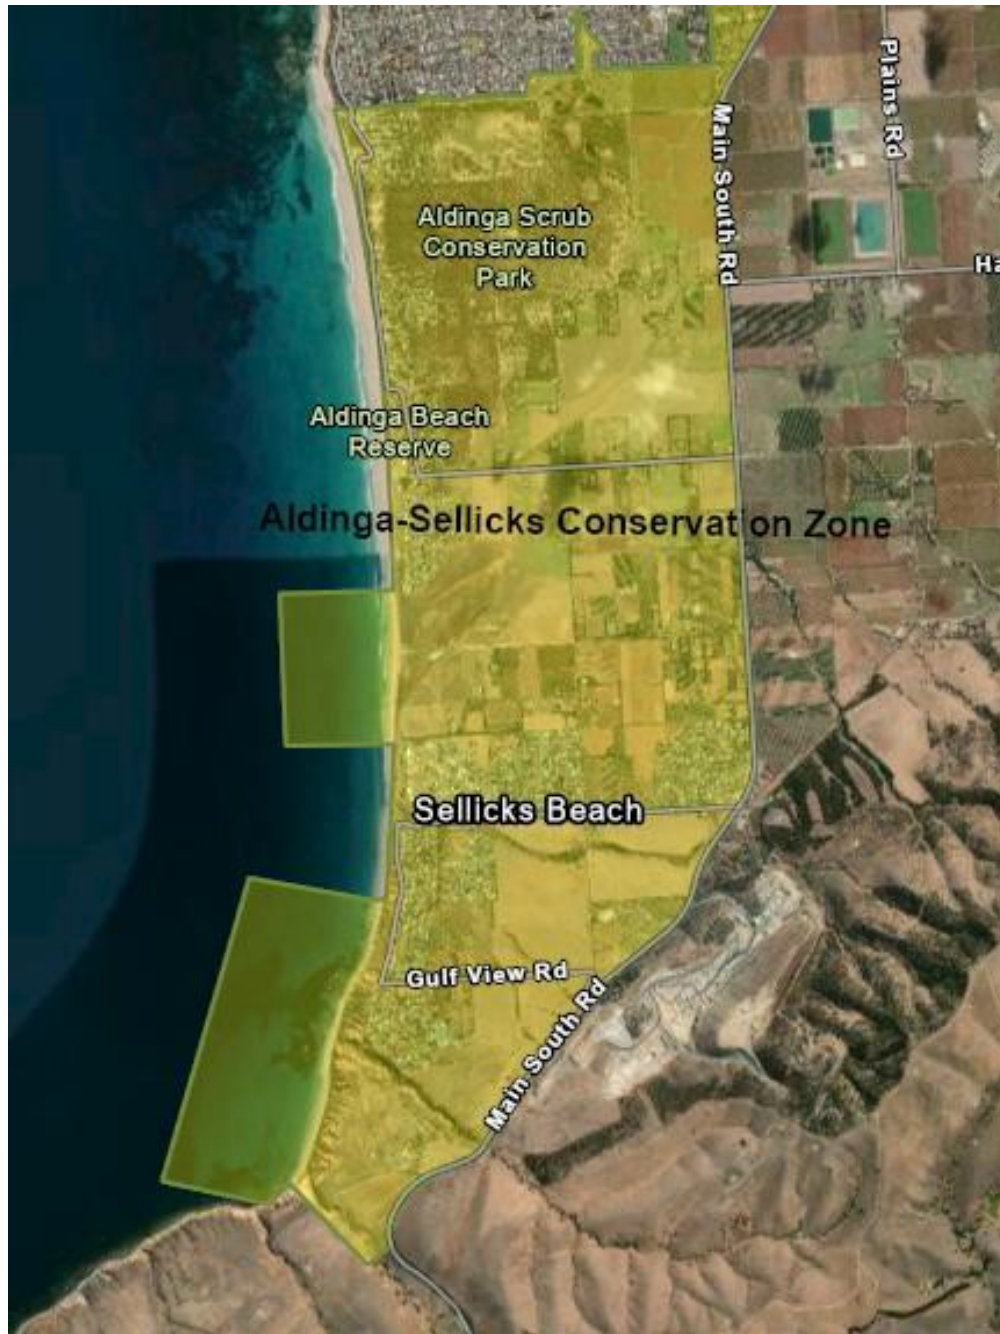 Plains Rd
Main South Rd
Aldinga Scrub
Conservation
Park
Ha
Aldinga Beach
Reserve
Aldinga-Sellicks Conservation Zone
Sellicks Beach
Gulf View Rd
Main South Rd